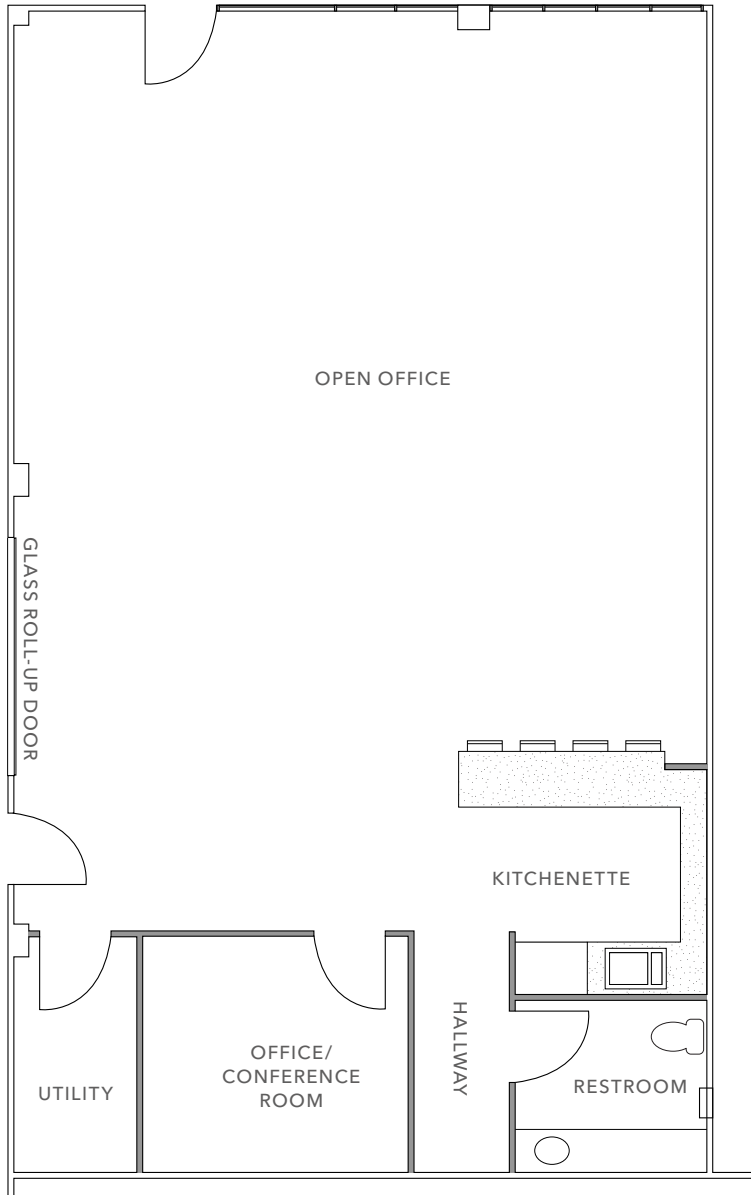 OPEN OFFICE
GLASS ROLL-UP DOOR
KITCHENETTE
HALLWAY
OFFICE/
CONFERENCE
ROOM
UTILITY
RESTROOM